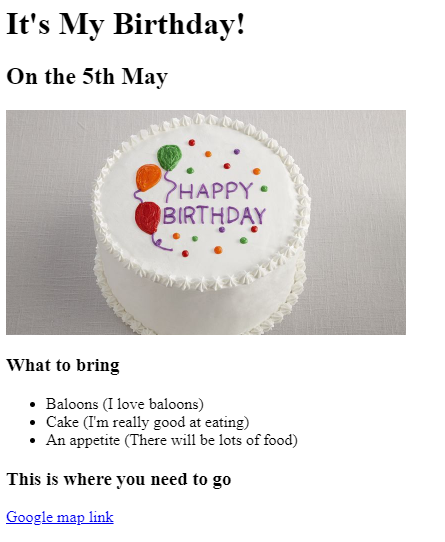 It's My Birthday!
On the 5th May
HAPPY
BIRTHDAY
What to bring
Baloons (I love baloons)
Cake (I'm really good at eating)
An appetite (There will be lots of food)
This is where you need to go
Google map link